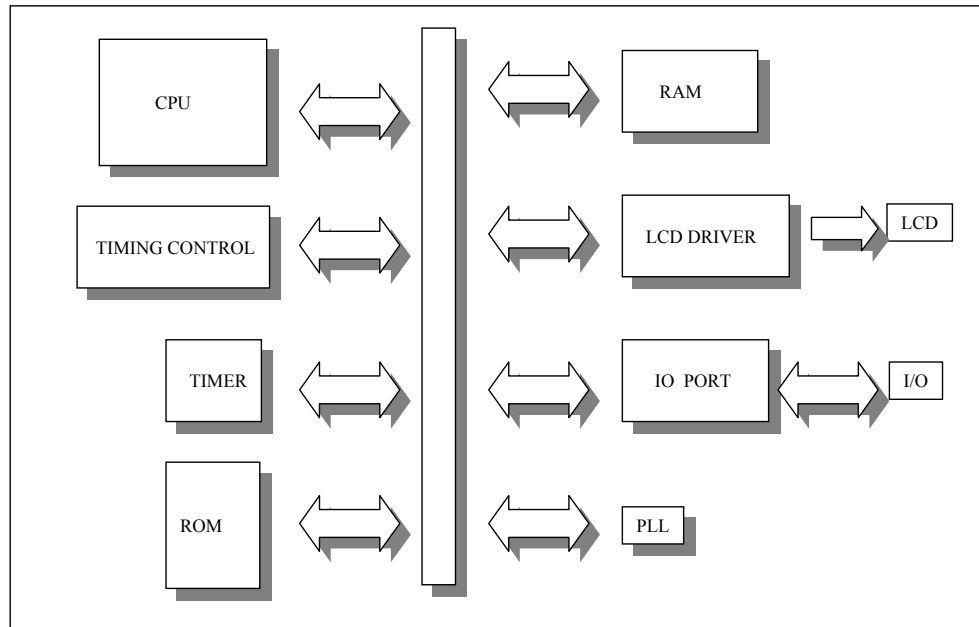 CPU
RAM
TIMING CONTROL
LCD DRIVER
LCD
TIMER
IO PORT
I/O
ROM
PLL